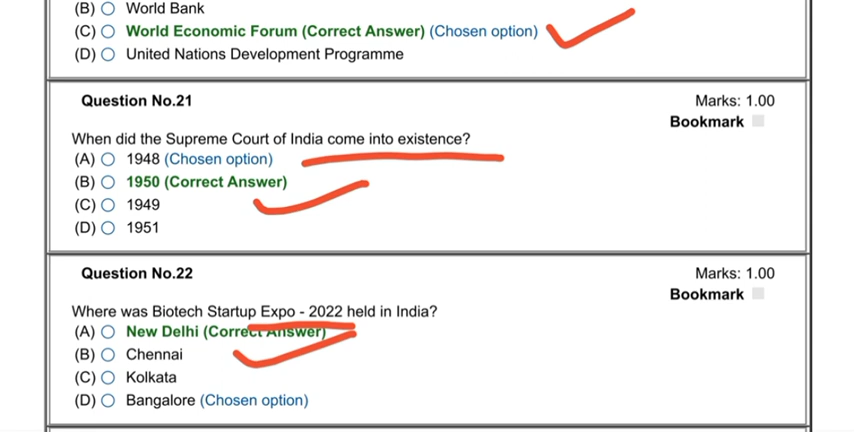 (B) World Bank
(C) World Economic Forum (Correct Answer) (Chosen option)
(D) United Nations Development Programme
Question No.21 Marks: 1.00
Bookmark
When did the Supreme Court of India come into existence?
(A) 1948 (Chosen option)
(B) 1950 (Correct Answer)
(C) 1949
(D) 1951
Question No.22 Marks: 1.00
Bookmark
Where was Biotech Startup Expo - 2022 held in India?
(A) New Delhi (Correct Answer)
(B) Chennai
(C) Kolkata
(D) Bangalore (Chosen option)